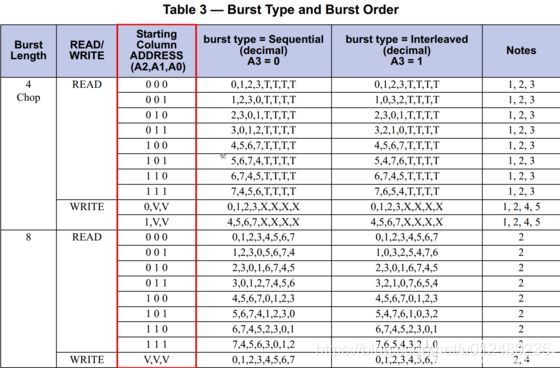 Table 3 — Burst Type and Burst Order
Burst Length READ/WRITE Starting Column ADDRESS (A2,A1,A0) burst type = Sequential (decimal) A3 = 0 burst type = Interleaved (decimal) A3 = 1 Notes
4 Chop READ 0 0 0 0,1,2,3,T,T,T,T 0,1,2,3,T,T,T,T 1, 2, 3
0 0 1 1,2,3,0,T,T,T,T 1,0,3,2,T,T,T,T 1, 2, 3
0 1 0 2,3,0,1,T,T,T,T 2,3,0,1,T,T,T,T 1, 2, 3
0 1 1 3,0,1,2,T,T,T,T 3,2,1,0,T,T,T,T 1, 2, 3
1 0 0 4,5,6,7,T,T,T,T 4,5,6,7,T,T,T,T 1, 2, 3
1 0 1 5,6,7,4,T,T,T,T 5,4,7,6,T,T,T,T 1, 2, 3
1 1 0 6,7,4,5,T,T,T,T 6,7,4,5,T,T,T,T 1, 2, 3
1 1 1 7,4,5,6,T,T,T,T 7,6,5,4,T,T,T,T 1, 2, 3
WRITE 0,V,V 0,1,2,3,X,X,X,X 0,1,2,3,X,X,X,X 1, 2, 4, 5
1,V,V 4,5,6,7,X,X,X,X 4,5,6,7,X,X,X,X 1, 2, 4, 5
8 READ 0 0 0 0,1,2,3,4,5,6,7 0,1,2,3,4,5,6,7 2
0 0 1 1,2,3,0,5,6,7,4 1,0,3,2,5,4,7,6 2
0 1 0 2,3,0,1,6,7,4,5 2,3,0,1,6,7,4,5 2
0 1 1 3,0,1,2,7,4,5,6 3,2,1,0,7,6,5,4 2
1 0 0 4,5,6,7,0,1,2,3 4,5,6,7,0,1,2,3 2
1 0 1 5,6,7,4,1,2,3,0 5,4,7,6,1,0,3,2 2
1 1 0 6,7,4,5,2,3,0,1 6,7,4,5,2,3,0,1 2
1 1 1 7,4,5,6,3,0,1,2 7,6,5,4,3,2,1,0 2
WRITE V,V,V 0,1,2,3,4,5,6,7 0,1,2,3,4,5,6,7 2, 4